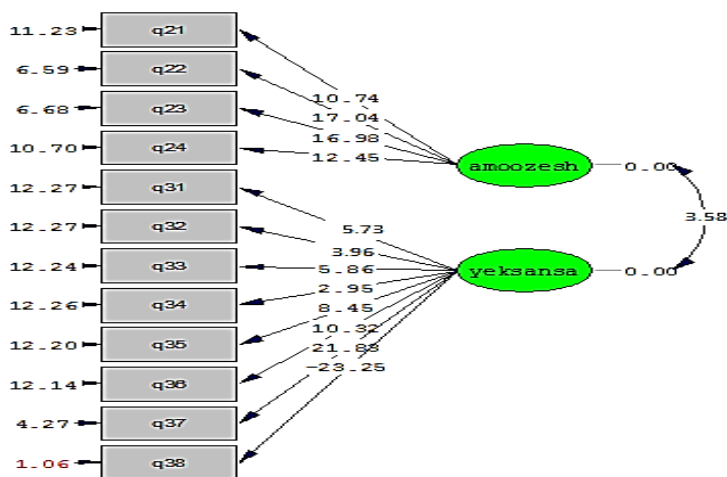 11.23 q21
6.59 q22
6.68 q23
10.70 q24
12.27 q31
12.27 q32
12.24 q33
12.26 q34
12.20 q35
12.14 q36
4.27 q37
1.06 q38
10.74
17.04
16.98
12.45
5.73
3.96
5.86
2.95
8.45
10.32
21.83
-23.25
amoozesh 0.00
yeksansa 0.00
3.58